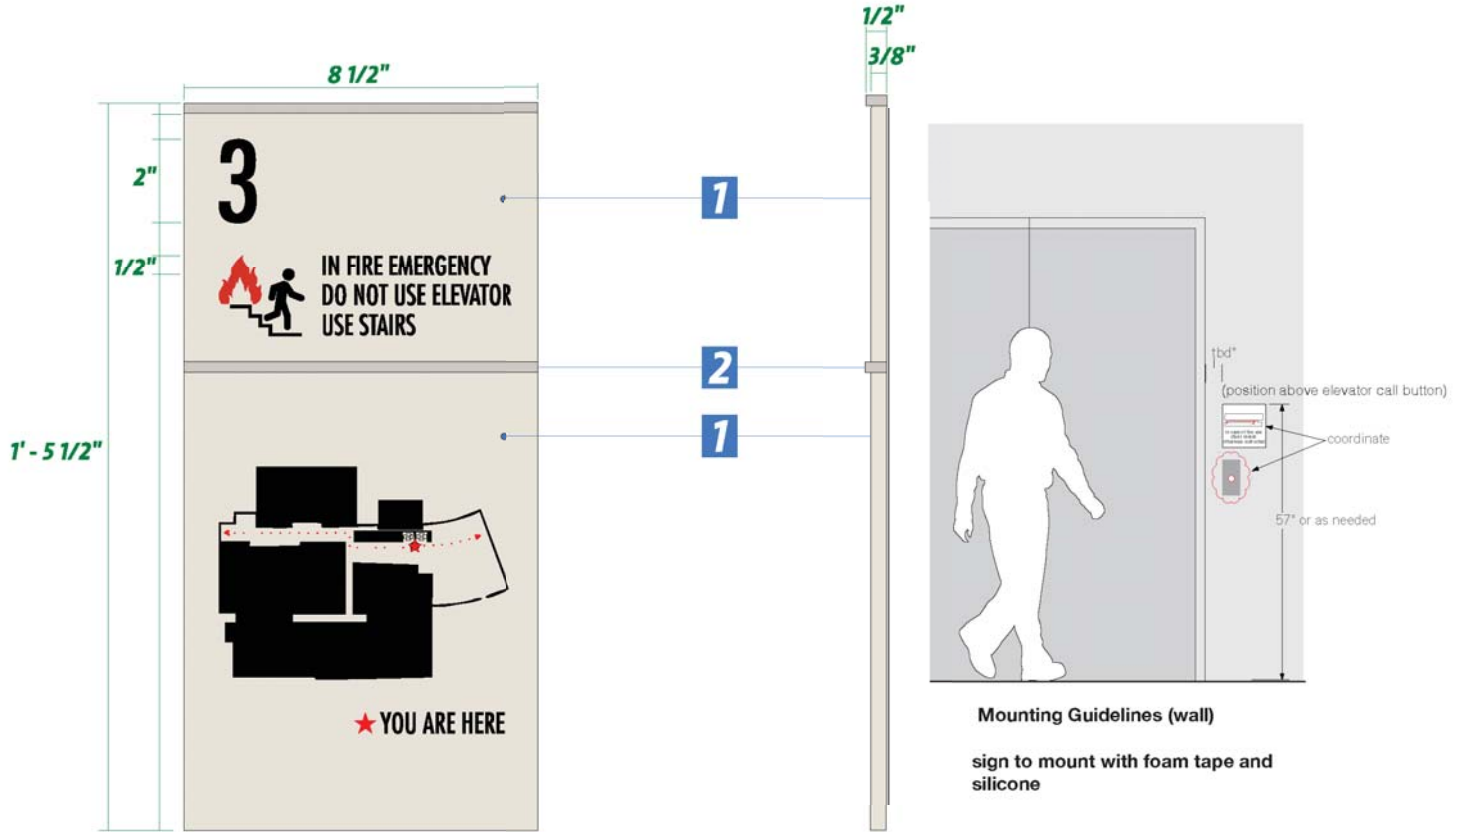 8 1/2"
1/2"
3/8"
2"
1/2"
1' - 5 1/2"
3
IN FIRE EMERGENCY
DO NOT USE ELEVATOR
USE STAIRS
YOU ARE HERE
1
2
1
tbd"
(position above elevator call button)
coordinate
57" or as needed
Mounting Guidelines (wall)
sign to mount with foam tape and
silicone